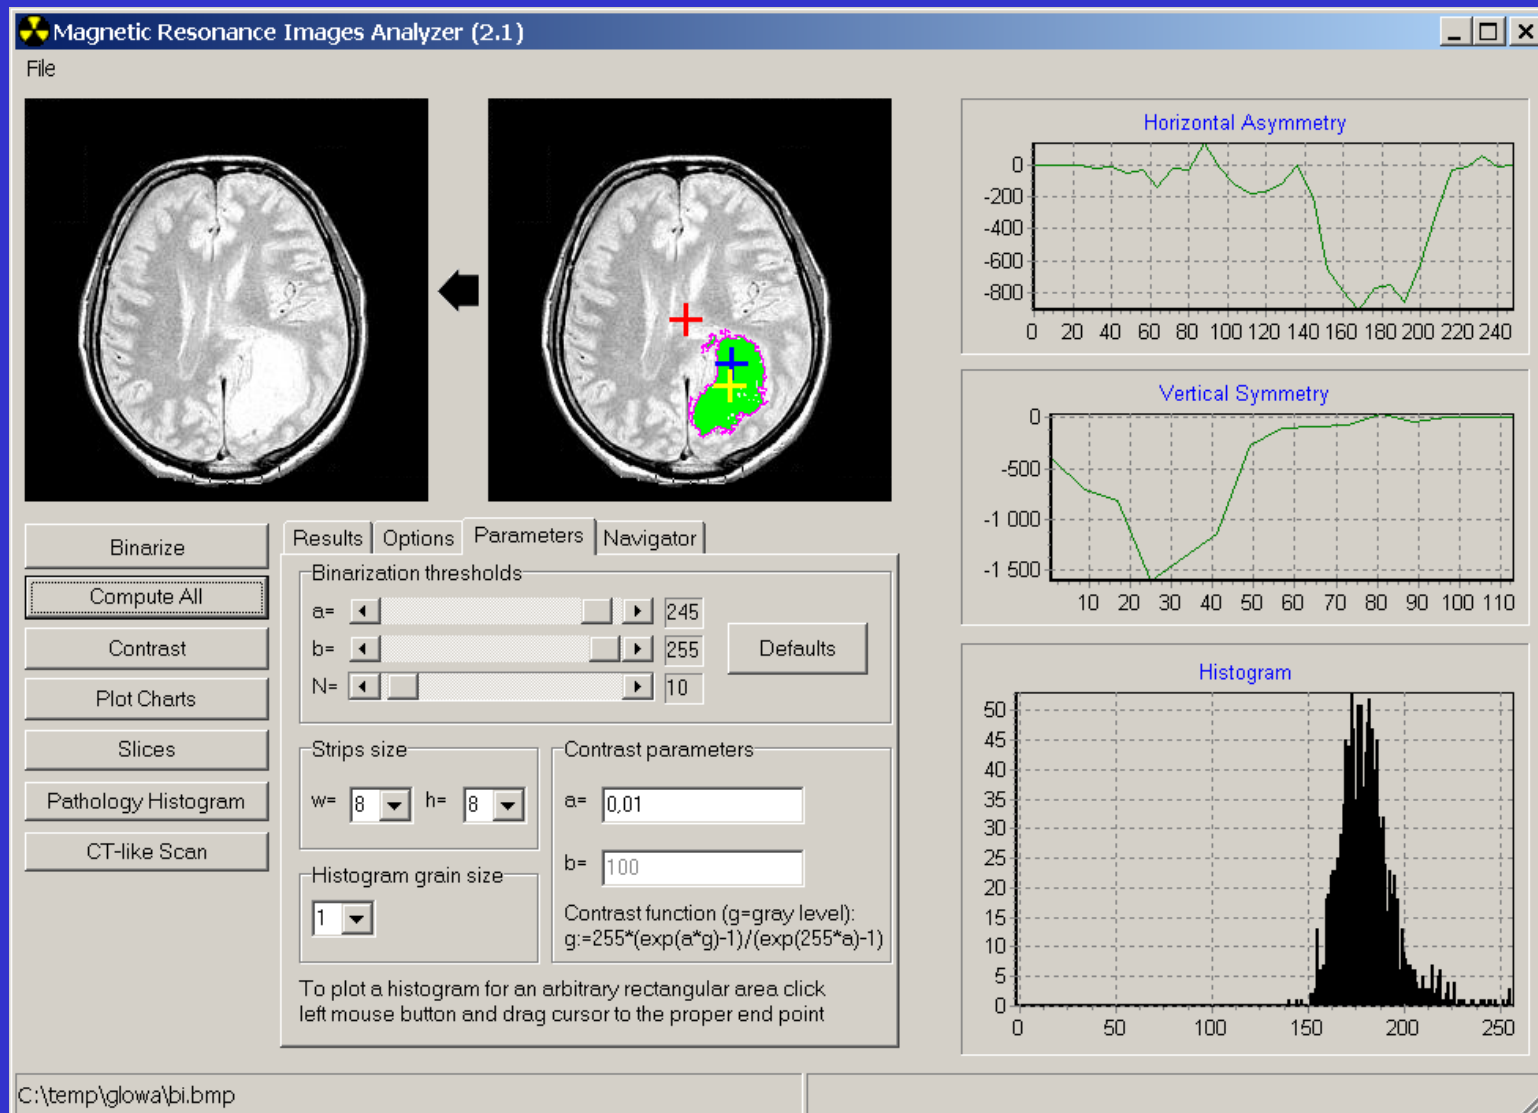 Magnetic Resonance Images Analyzer (2.1)
File
Horizontal Asymmetry
0
-200
-400
-600
-800
0 20 40 60 80 100 120 140 160 180 200 220 240
Vertical Symmetry
0
-500
-1 000
-1 500
10 20 30 40 50 60 70 80 90 100 110
Histogram
50
45
40
35
30
25
20
15
10
5
0
0 50 100 150 200 250
Binarize
Compute All
Contrast
Plot Charts
Slices
Pathology Histogram
CT-like Scan
Results Options Parameters Navigator
Binarization thresholds
a= 245
b= 255
N= 10
Defaults
Strips size
w= 8 h= 8
Histogram grain size
1
Contrast parameters
a= 0,01
b= 100
Contrast function (g=gray level):
g:=255*(exp(a*g)-1)/(exp(255*a)-1)
To plot a histogram for an arbitrary rectangular area click
left mouse button and drag cursor to the proper end point
C:\temp\glowa\bi.bmp